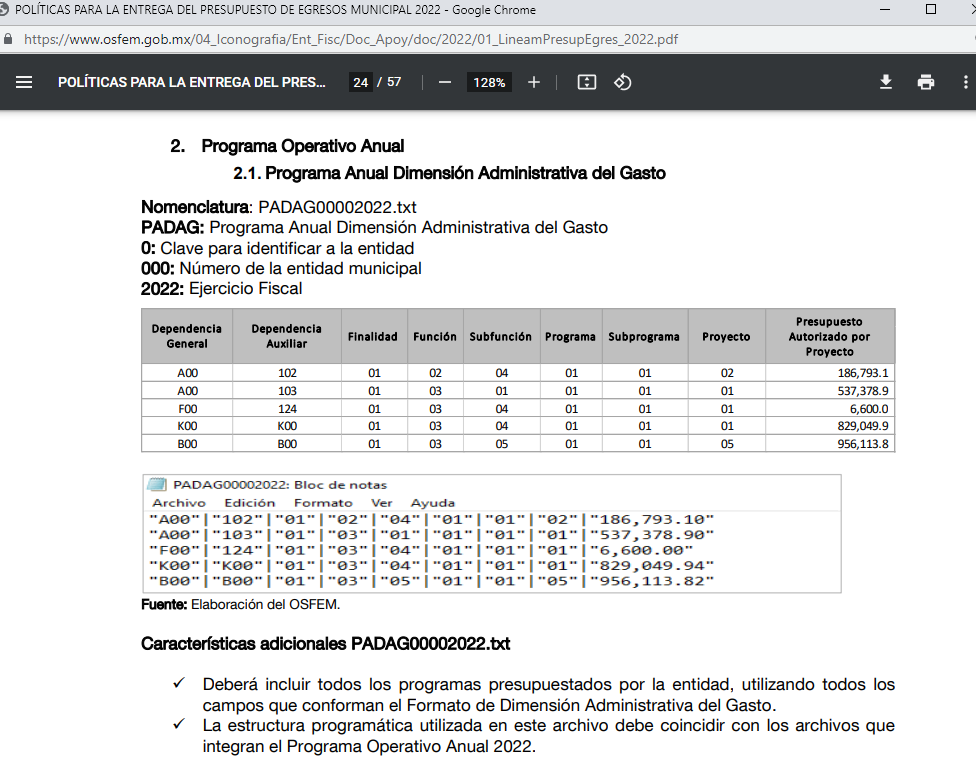 POLÍTICAS PARA LA ENTREGA DEL PRESUPUESTO DE EGRESOS MUNICIPAL 2022 - Google Chrome
https://www.osfem.gob.mx/04_Iconografia/Ent_Fisc/Doc_Apoy/doc/2022/01_LineamPresupEgres_2022.pdf
POLÍTICAS PARA LA ENTREGA DEL PRES... 24 / 57 128%
2. Programa Operativo Anual
2.1. Programa Anual Dimensión Administrativa del Gasto
Nomenclatura: PADAG00002022.txt
PADAG: Programa Anual Dimensión Administrativa del Gasto
0: Clave para identificar a la entidad
000: Número de la entidad municipal
2022: Ejercicio Fiscal
Dependencia General Dependencia Auxiliar Finalidad Función Subfunción Programa Subprograma Proyecto Presupuesto Autorizado por Proyecto
A00 102 01 02 04 01 01 02 186,793.1
A00 103 01 03 01 01 01 01 537,378.9
F00 124 01 03 04 01 01 01 6,600.0
K00 K00 01 03 04 01 01 01 829,049.9
B00 B00 01 03 05 01 01 05 956,113.8
PADAG00002022: Bloc de notas
Archivo Edición Formato Ver Ayuda
"A00"|"102"|"01"|"02"|"04"|"01"|"01"|"02"|"186,793.10"
"A00"|"103"|"01"|"03"|"01"|"01"|"01"|"01"|"537,378.90"
"F00"|"124"|"01"|"03"|"04"|"01"|"01"|"01"|"6,600.00"
"K00"|"K00"|"01"|"03"|"04"|"01"|"01"|"01"|"829,049.94"
"B00"|"B00"|"01"|"03"|"05"|"01"|"01"|"05"|"956,113.82"
Fuente: Elaboración del OSFEM.
Características adicionales PADAG00002022.txt
✓ Deberá incluir todos los programas presupuestados por la entidad, utilizando todos los
campos que conforman el Formato de Dimensión Administrativa del Gasto.
✓ La estructura programática utilizada en este archivo debe coincidir con los archivos que
integran el Programa Operativo Anual 2022.